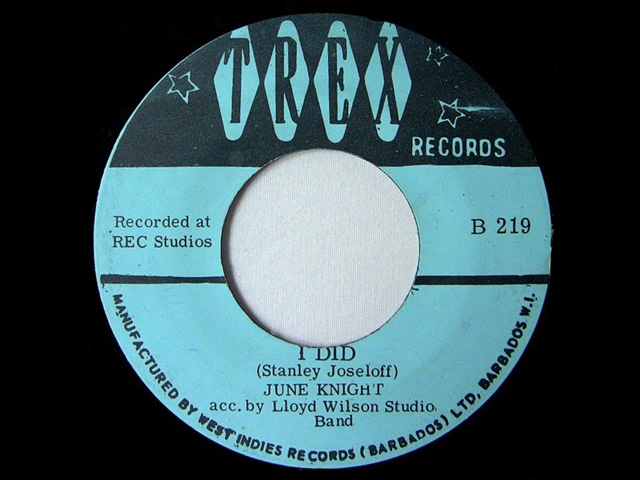 TREX
RECORDS
Recorded at
REC Studios
B 219
I DID
(Stanley Joseloff)
JUNE KNIGHT
acc. by Lloyd Wilson Studio
Band
MANUFACTURED BY WEST INDIES RECORDS (BARBADOS) LTD, BARBADOS W.I.